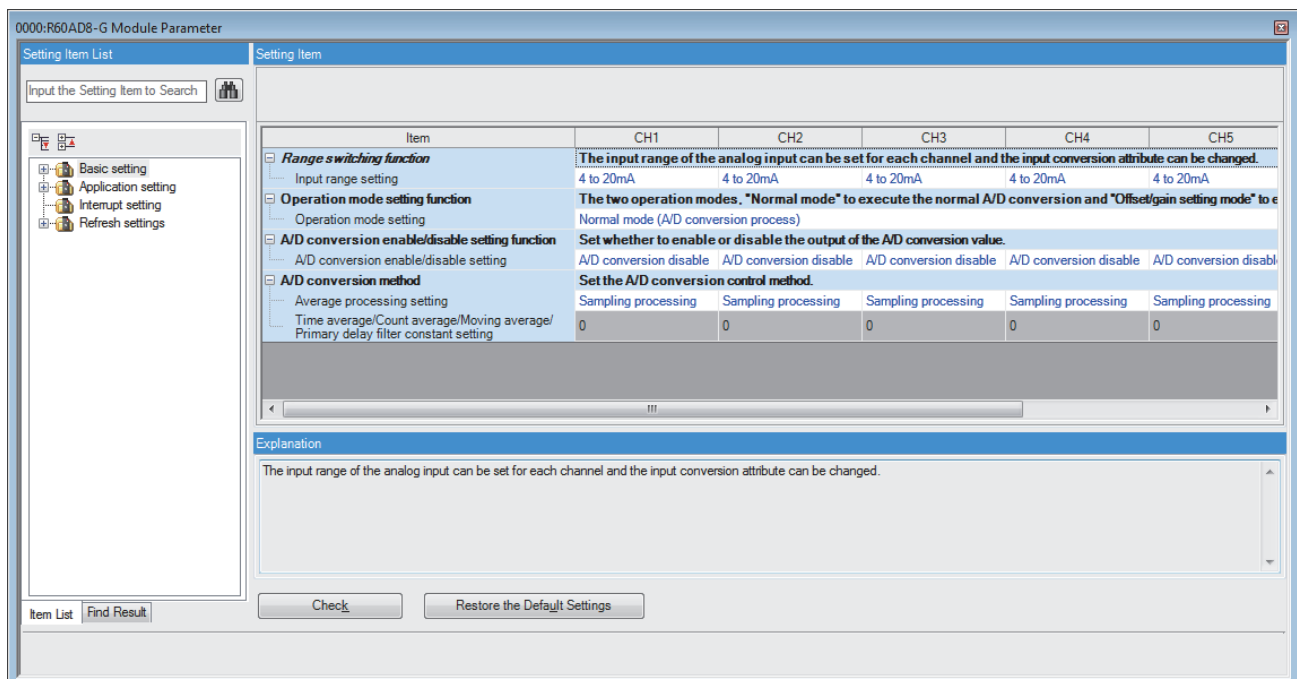 0000:R60AD8-G Module Parameter
Setting Item List
Input the Setting Item to Search
Basic setting
Application setting
Interrupt setting
Refresh settings
Item List
Find Result
Setting Item
Item CH1 CH2 CH3 CH4 CH5
Range switching function The input range of the analog input can be set for each channel and the input conversion attribute can be changed.
Input range setting 4 to 20mA 4 to 20mA 4 to 20mA 4 to 20mA 4 to 20mA
Operation mode setting function The two operation modes, "Normal mode" to execute the normal A/D conversion and "Offset/gain setting mode" to e
Operation mode setting Normal mode (A/D conversion process)
A/D conversion enable/disable setting function Set whether to enable or disable the output of the A/D conversion value.
A/D conversion enable/disable setting A/D conversion disable A/D conversion disable A/D conversion disable A/D conversion disable A/D conversion disabl
A/D conversion method Set the A/D conversion control method.
Average processing setting Sampling processing Sampling processing Sampling processing Sampling processing Sampling processing
Time average/Count average/Moving average/
Primary delay filter constant setting 0 0 0 0 0
Explanation
The input range of the analog input can be set for each channel and the input conversion attribute can be changed.
Check
Restore the Default Settings